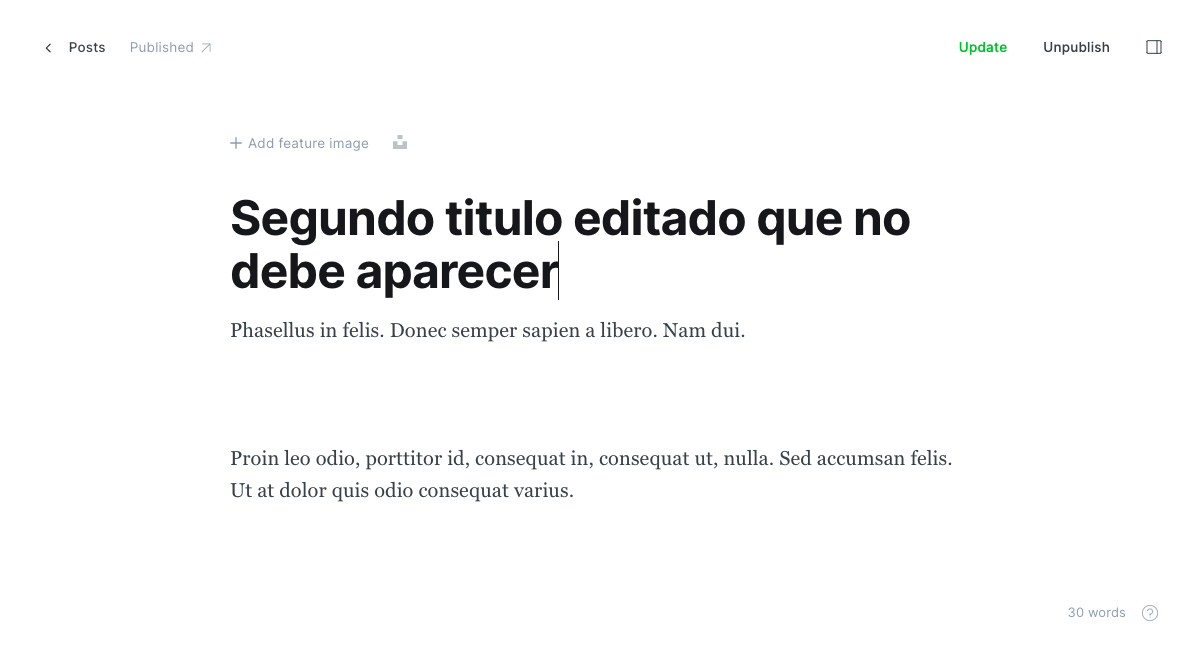 Posts Published Update Unpublish
Add feature image
Segundo titulo editado que no
debe aparecer
Phasellus in felis. Donec semper sapien a libero. Nam dui.
Proin leo odio, porttitor id, consequat in, consequat ut, nulla. Sed accumsan felis.
Ut at dolor quis odio consequat varius.
30 words